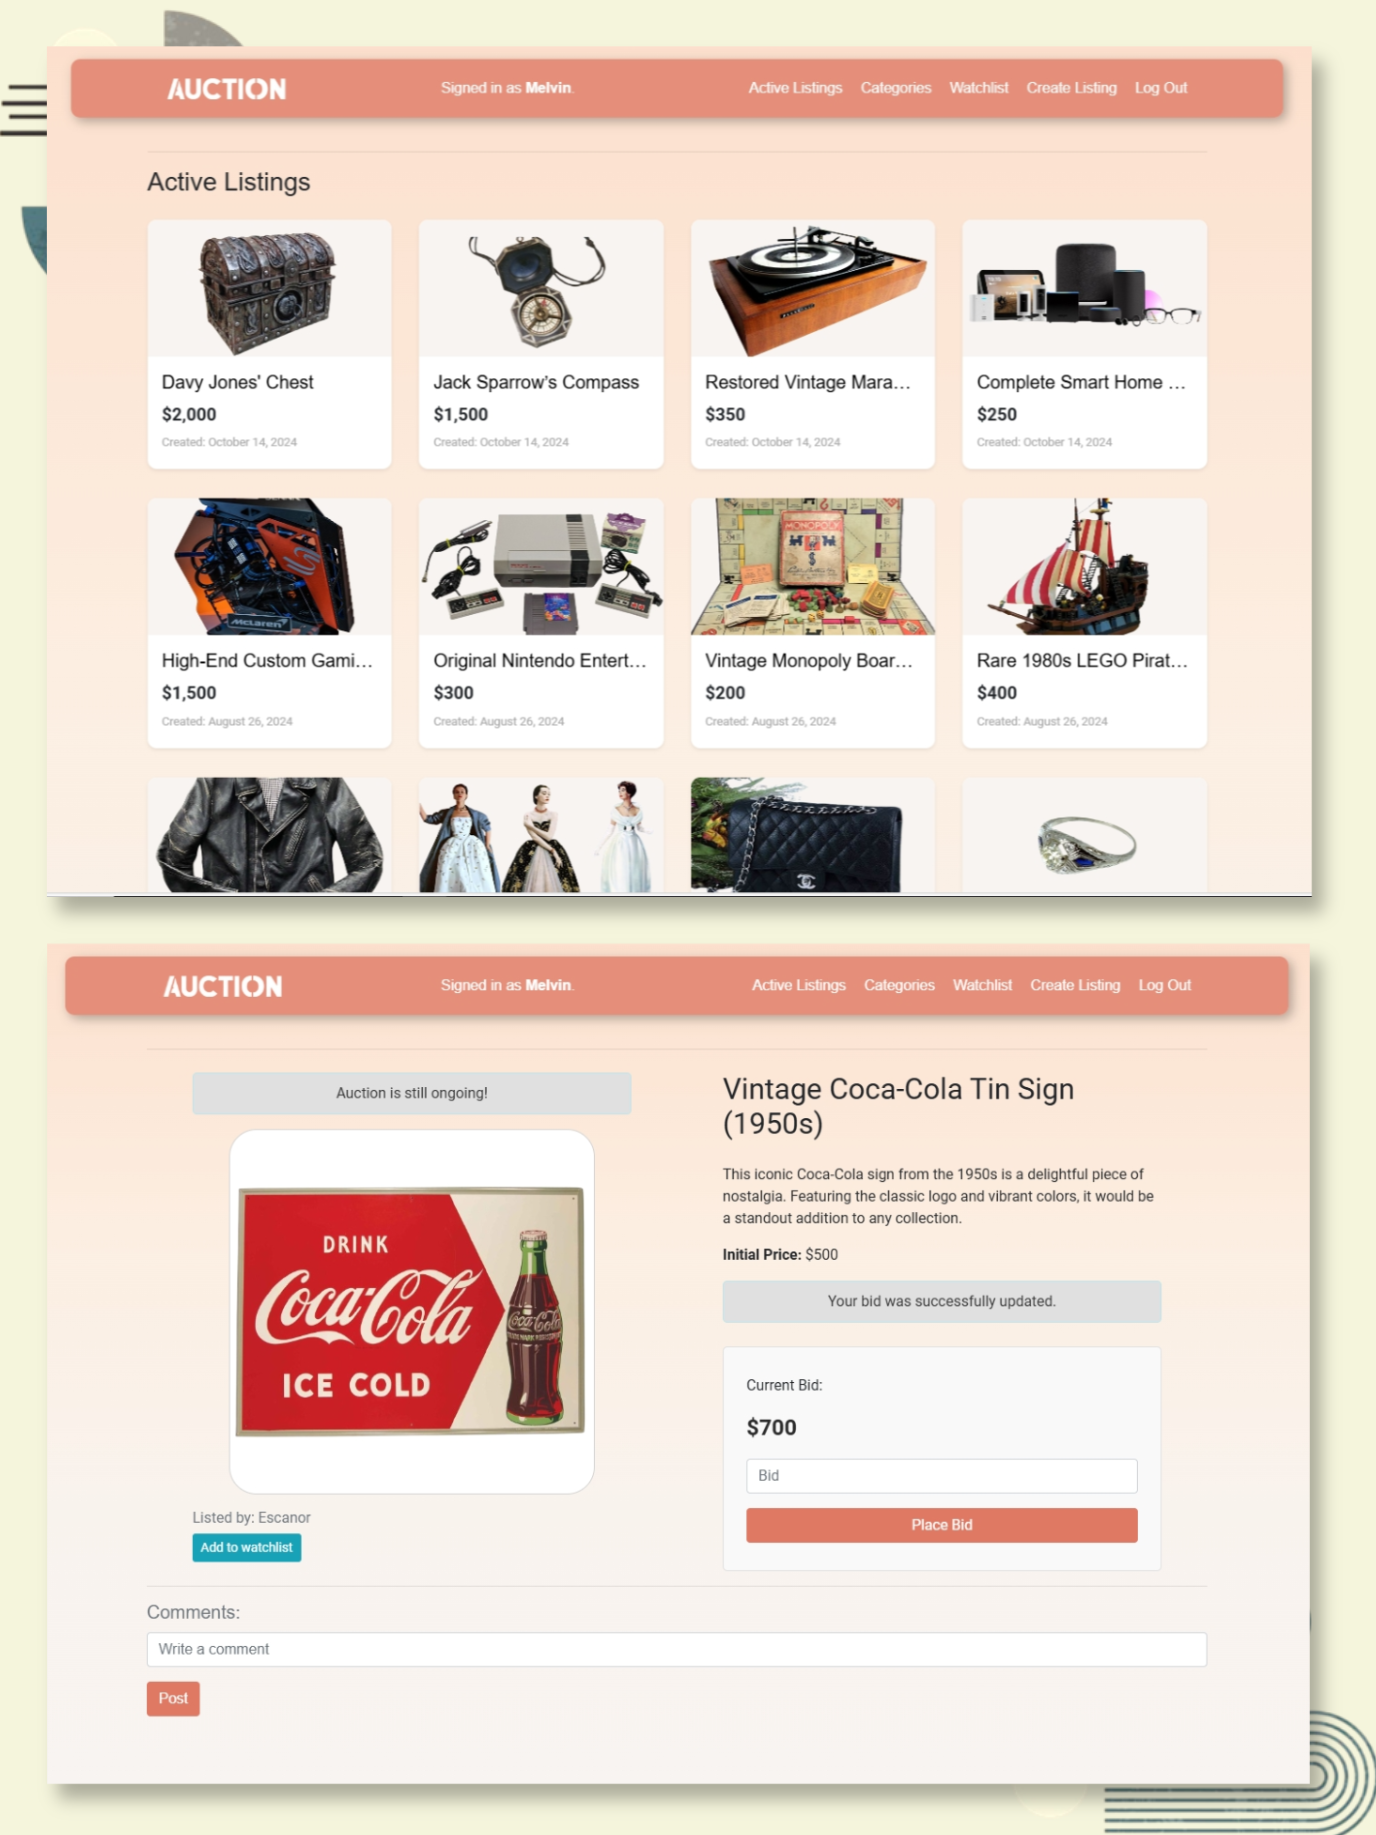 AUCTION
Signed in as Melvin.
Active Listings Categories Watchlist Create Listing Log Out
Active Listings
Davy Jones' Chest
$2,000
Created: October 14, 2024
Jack Sparrow's Compass
$1,500
Created: October 14, 2024
Restored Vintage Mara...
$350
Created: October 14, 2024
Complete Smart Home ...
$250
Created: October 14, 2024
McLaren
High-End Custom Gami...
$1,500
Created: August 26, 2024
Original Nintendo Entert...
$300
Created: August 26, 2024
MONOPOLY
Vintage Monopoly Boar...
$200
Created: August 26, 2024
Rare 1980s LEGO Pirat...
$400
Created: August 26, 2024
AUCTION
Signed in as Melvin.
Active Listings Categories Watchlist Create Listing Log Out
Auction is still ongoing!
DRINK
Coca-Cola
ICE COLD
Coca-Cola
Listed by: Escanor
Add to watchlist
Vintage Coca-Cola Tin Sign
(1950s)
This iconic Coca-Cola sign from the 1950s is a delightful piece of
nostalgia. Featuring the classic logo and vibrant colors, it would be
a standout addition to any collection.
Initial Price: $500
Your bid was successfully updated.
Current Bid:
$700
Bid
Place Bid
Comments:
Write a comment
Post